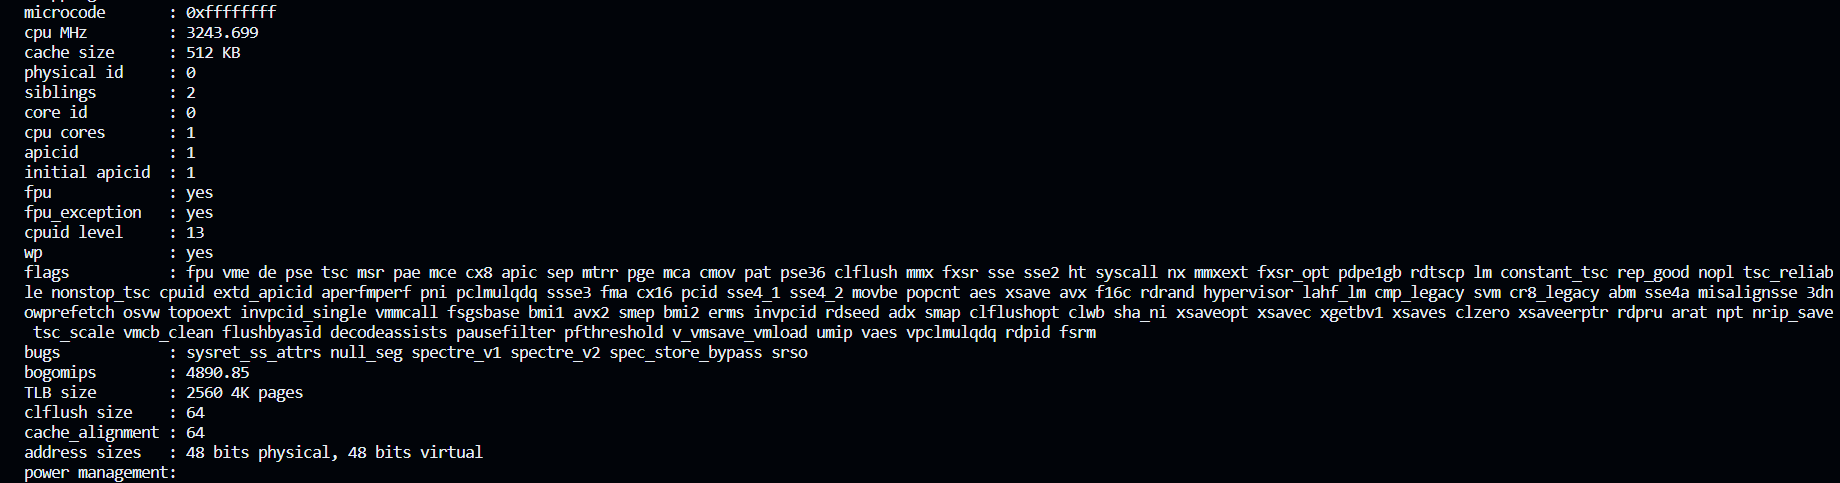 microcode : 0xffffffff
cpu MHz : 3243.699
cache size : 512 KB
physical id : 0
siblings : 2
core id : 0
cpu cores : 1
apicid : 1
initial apicid : 1
fpu : yes
fpu_exception : yes
cpuid level : 13
wp : yes
flags : fpu vme de pse tsc msr pae mce cx8 apic sep mtrr pge mca cmov pat pse36 clflush mmx fxsr sse sse2 ht syscall nx mmxext fxsr_opt pdpe1gb rdtscp lm constant_tsc rep_good nopl tsc_reliab
le nonstop_tsc cpuid extd_apicid aperfmperf pni pclmulqdq ssse3 fma cx16 pcid sse4_1 sse4_2 movbe popcnt aes xsave avx f16c rdrand hypervisor lahf_lm cmp_legacy svm cr8_legacy abm sse4a misalignsse 3dn
owprefetch osvw topoext invpcid_single vmmcall fsgsbase bmi1 avx2 smep bmi2 erms invpcid rdseed adx smap clflushopt clwb sha_ni xsaveopt xsavec xgetbv1 xsaves clzero xsaveerptr rdpru arat npt nrip_save
tsc_scale vmcb_clean flushbyasid decodeassists pausefilter pfthreshold v_vmsave_vmload umip vaes vpclmulqdq rdpid fsrm
bugs : sysret_ss_attrs null_seg spectre_v1 spectre_v2 spec_store_bypass srso
bogomips : 4890.85
TLB size : 2560 4K pages
clflush size : 64
cache_alignment : 64
address sizes : 48 bits physical, 48 bits virtual
power management: